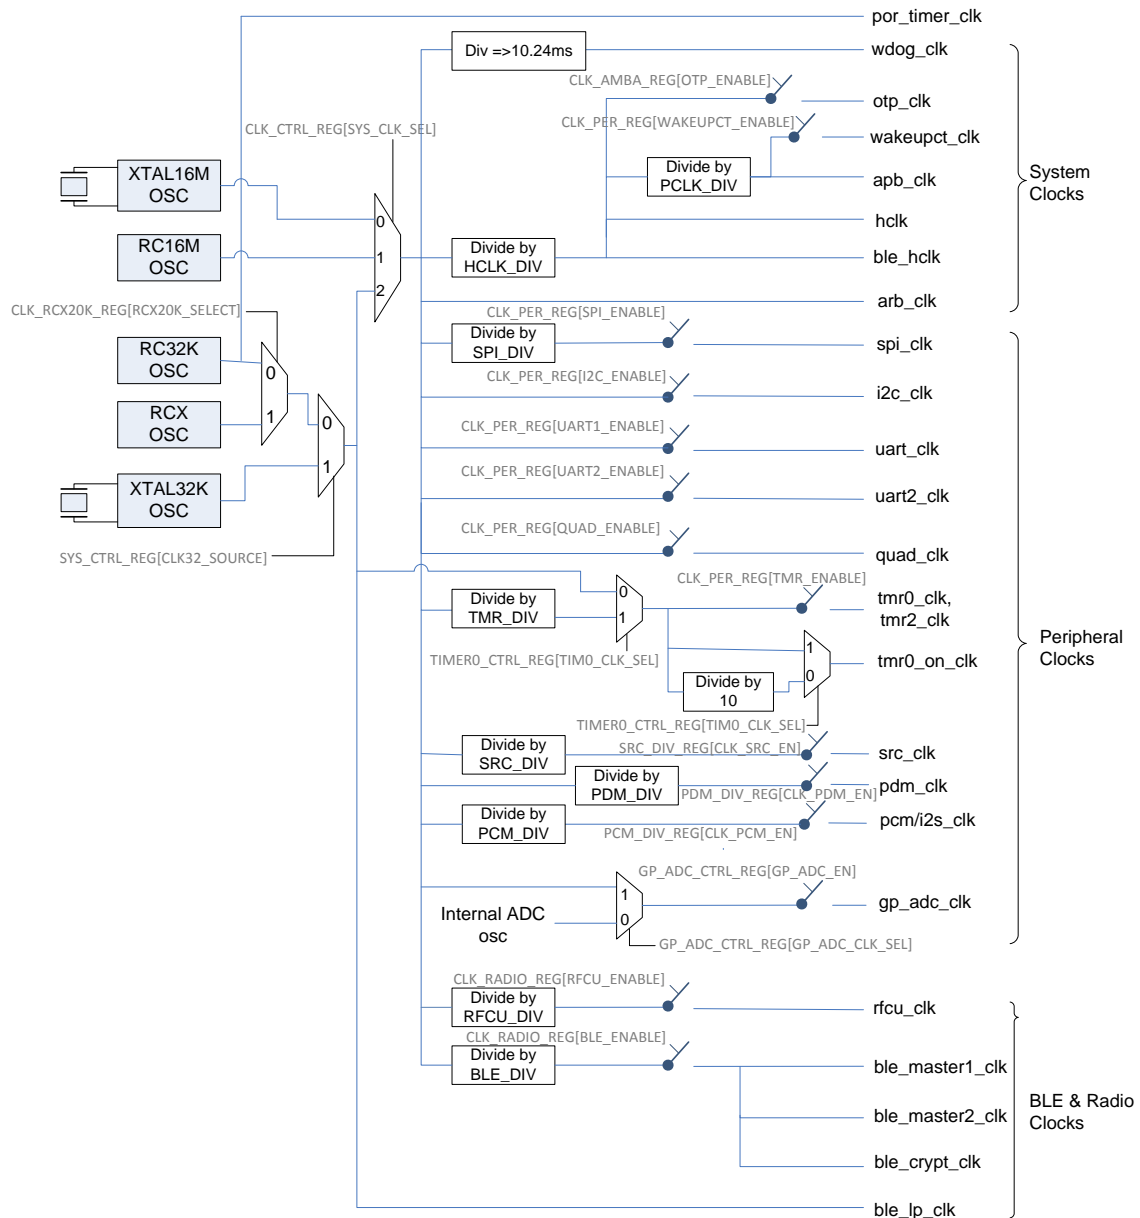 por_timer_clk
Div =>10.24ms
wdog_clk
CLK_AMBA_REG[OTP_ENABLE]
otp_clk
CLK_PER_REG[WAKEUPCT_ENABLE]
CLK_CTRL_REG[SYS_CLK_SEL]
wakeupct_clk
XTAL16M
OSC
Divide by
PCLK_DIV
apb_clk
System
Clocks
0
hclk
RC16M
OSC
1
Divide by
HCLK_DIV
ble_hclk
2
CLK_RCX20K_REG[RCX20K_SELECT]
arb_clk
CLK_PER_REG[SPI_ENABLE]
RC32K
OSC
0
Divide by
SPI_DIV
spi_clk
CLK_PER_REG[I2C_ENABLE]
i2c_clk
RCX
OSC
1
0
CLK_PER_REG[UART1_ENABLE]
uart_clk
1
CLK_PER_REG[UART2_ENABLE]
XTAL32K
OSC
uart2_clk
CLK_PER_REG[QUAD_ENABLE]
SYS_CTRL_REG[CLK32_SOURCE]
quad_clk
CLK_PER_REG[TMR_ENABLE]
0
Divide by
TMR_DIV
1
tmr0_clk,
tmr2_clk
Peripheral
Clocks
TIMER0_CTRL_REG[TIM0_CLK_SEL]
1
tmr0_on_clk
0
Divide by
10
TIMER0_CTRL_REG[TIM0_CLK_SEL]
Divide by
SRC_DIV
SRC_DIV_REG[CLK_SRC_EN]
src_clk
Divide by
PDM_DIV
PDM_DIV_REG[CLK_PDM_EN]
pdm_clk
Divide by
PCM_DIV
PCM_DIV_REG[CLK_PCM_EN]
pcm/i2s_clk
GP_ADC_CTRL_REG[GP_ADC_EN]
1
gp_adc_clk
Internal ADC
osc
0
GP_ADC_CTRL_REG[GP_ADC_CLK_SEL]
CLK_RADIO_REG[RFCU_ENABLE]
Divide by
RFCU_DIV
rfcu_clk
CLK_RADIO_REG[BLE_ENABLE]
Divide by
BLE_DIV
ble_master1_clk
BLE & Radio
Clocks
ble_master2_clk
ble_crypt_clk
ble_lp_clk